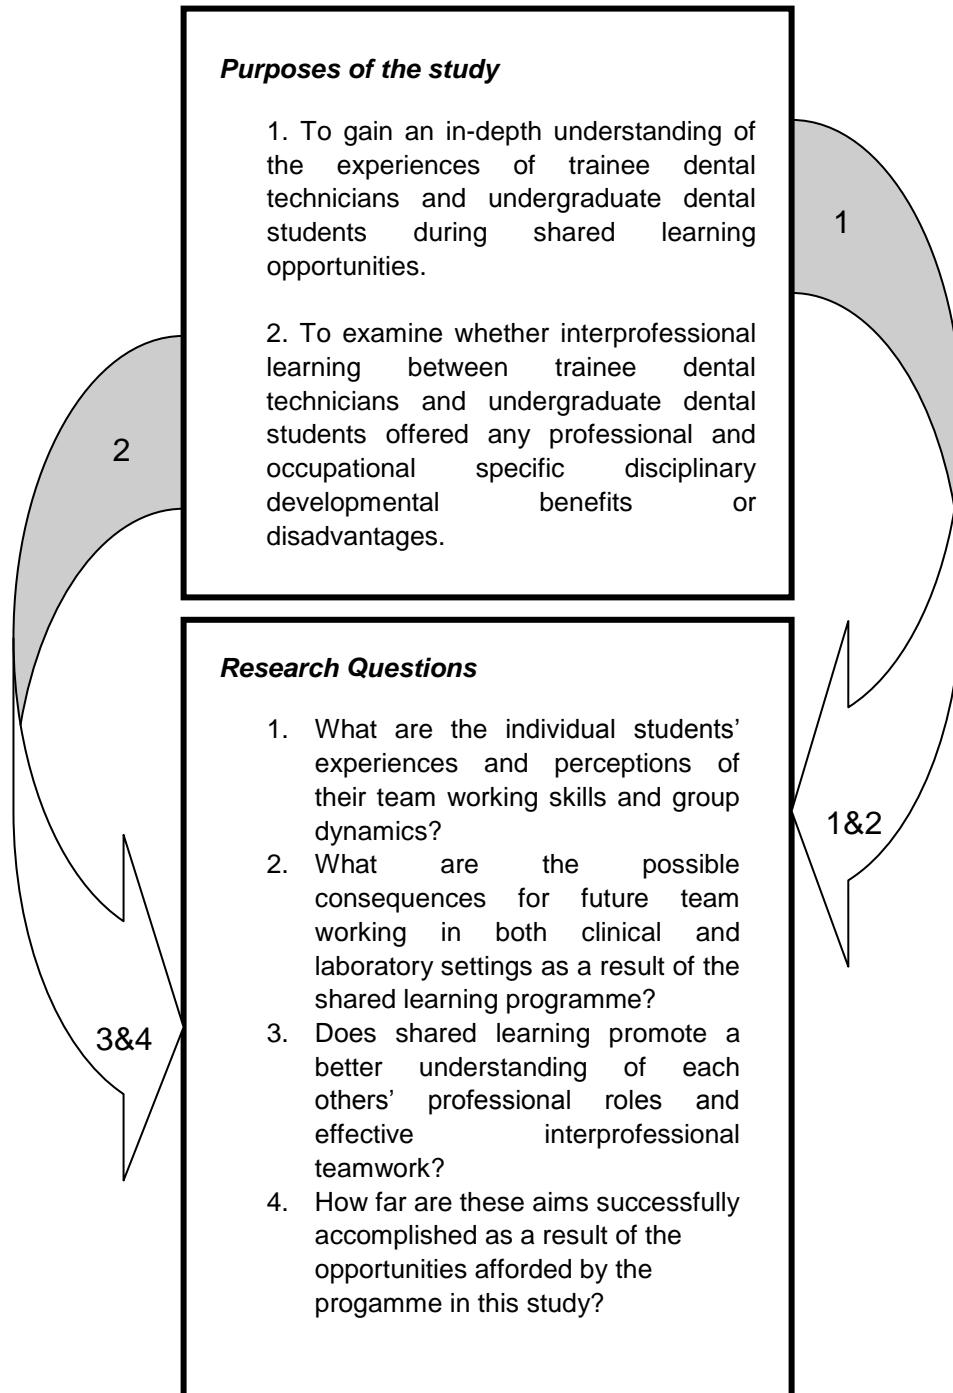 Purposes of the study
1. To gain an in-depth understanding of
the experiences of trainee dental
technicians and undergraduate dental
students during shared learning
opportunities.
1
2. To examine whether interprofessional
learning between trainee dental
technicians and undergraduate dental
students offered any professional and
occupational specific disciplinary
developmental benefits or
disadvantages.
2
Research Questions
1. What are the individual students’
experiences and perceptions of
their team working skills and group
dynamics?
1&2
2. What are the possible
consequences for future team
working in both clinical and
laboratory settings as a result of the
shared learning programme?
3. Does shared learning promote a
better understanding of each
others’ professional roles and
effective interprofessional
teamwork?
3&4
4. How far are these aims successfully
accomplished as a result of the
opportunities afforded by the
progamme in this study?